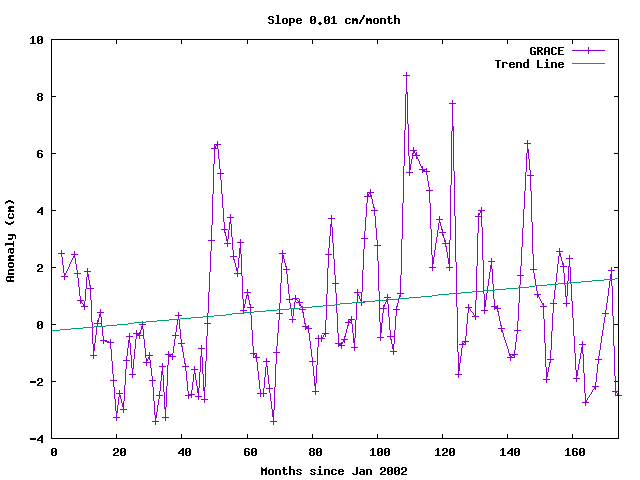 Slope 0.01 cm/month
10
8
6
4
2
0
-2
-4
Anomaly (cm)
GRACE
Trend Line
0 20 40 60 80 100 120 140 160
Months since Jan 2002